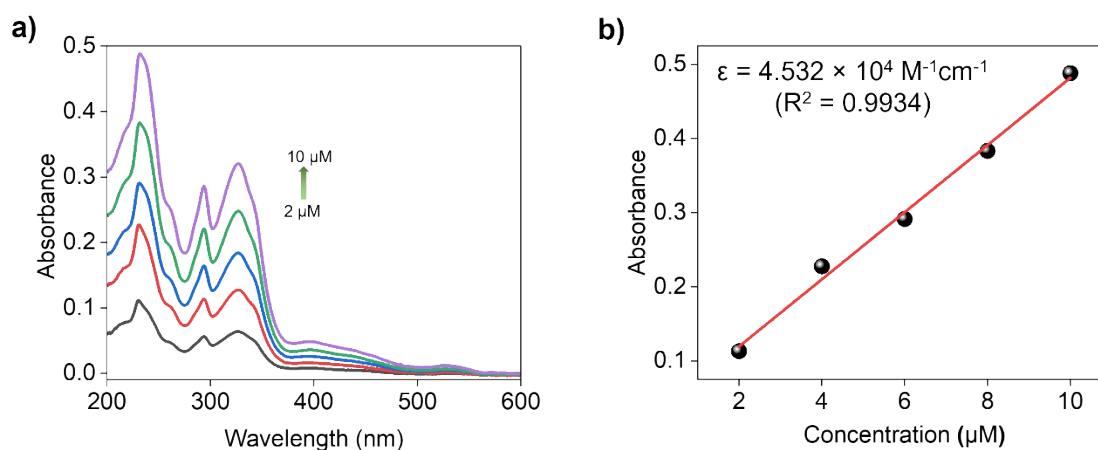 a)
0.5
0.4
0.3
0.2
0.1
0.0
Absorbance
10 µM
2 µM
200 300 400 500 600
Wavelength (nm)
b)
ε = 4.532 × 10⁴ M⁻¹cm⁻¹
(R² = 0.9934)
0.5
0.4
0.3
0.2
0.1
Absorbance
2 4 6 8 10
Concentration (µM)